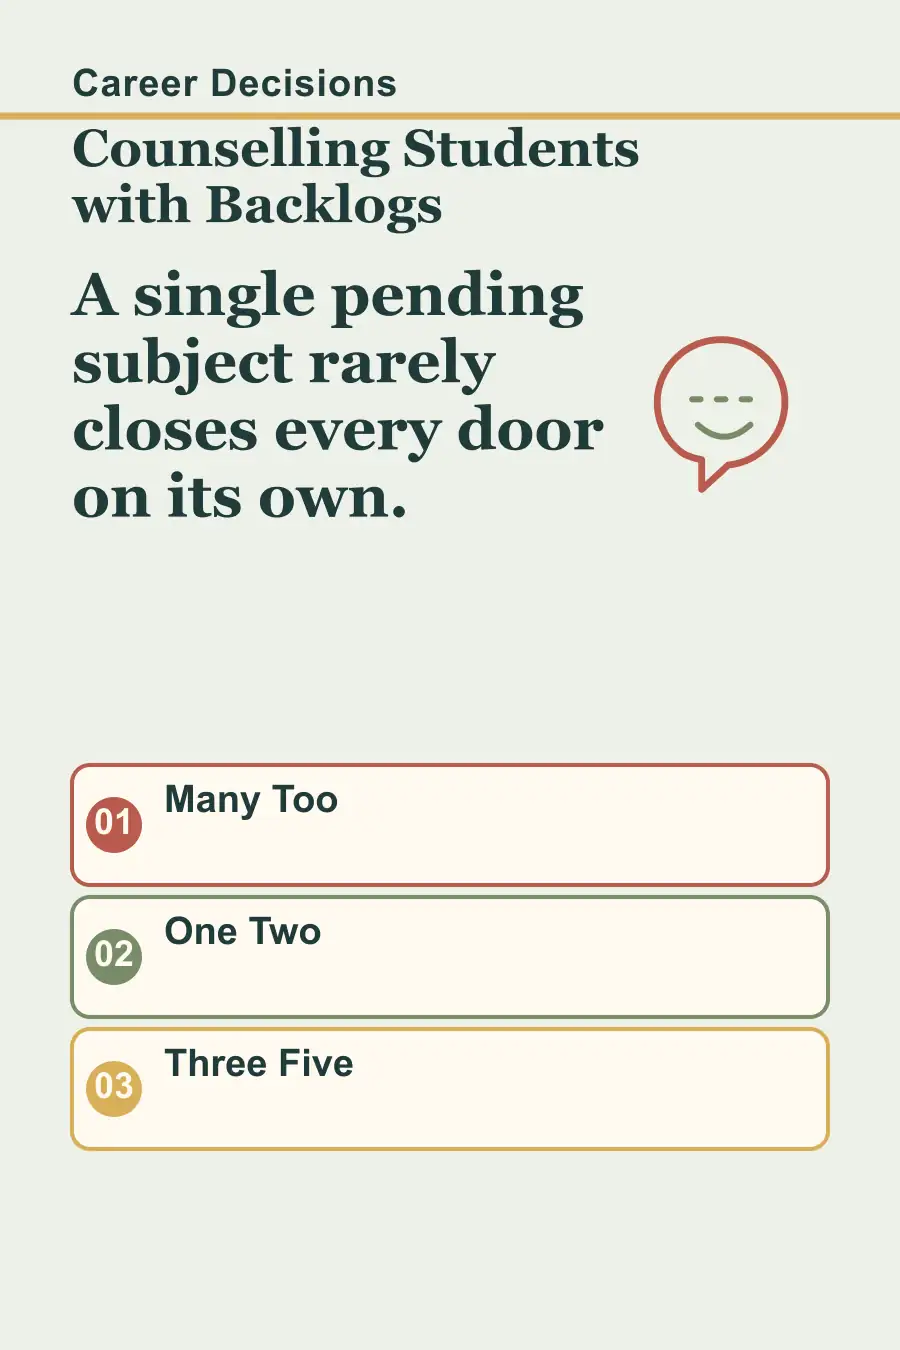 Career Decisions
Counselling Students
with Backlogs
A single pending
subject rarely
closes every door
on its own.
01
Many Too
02
One Two
03
Three Five